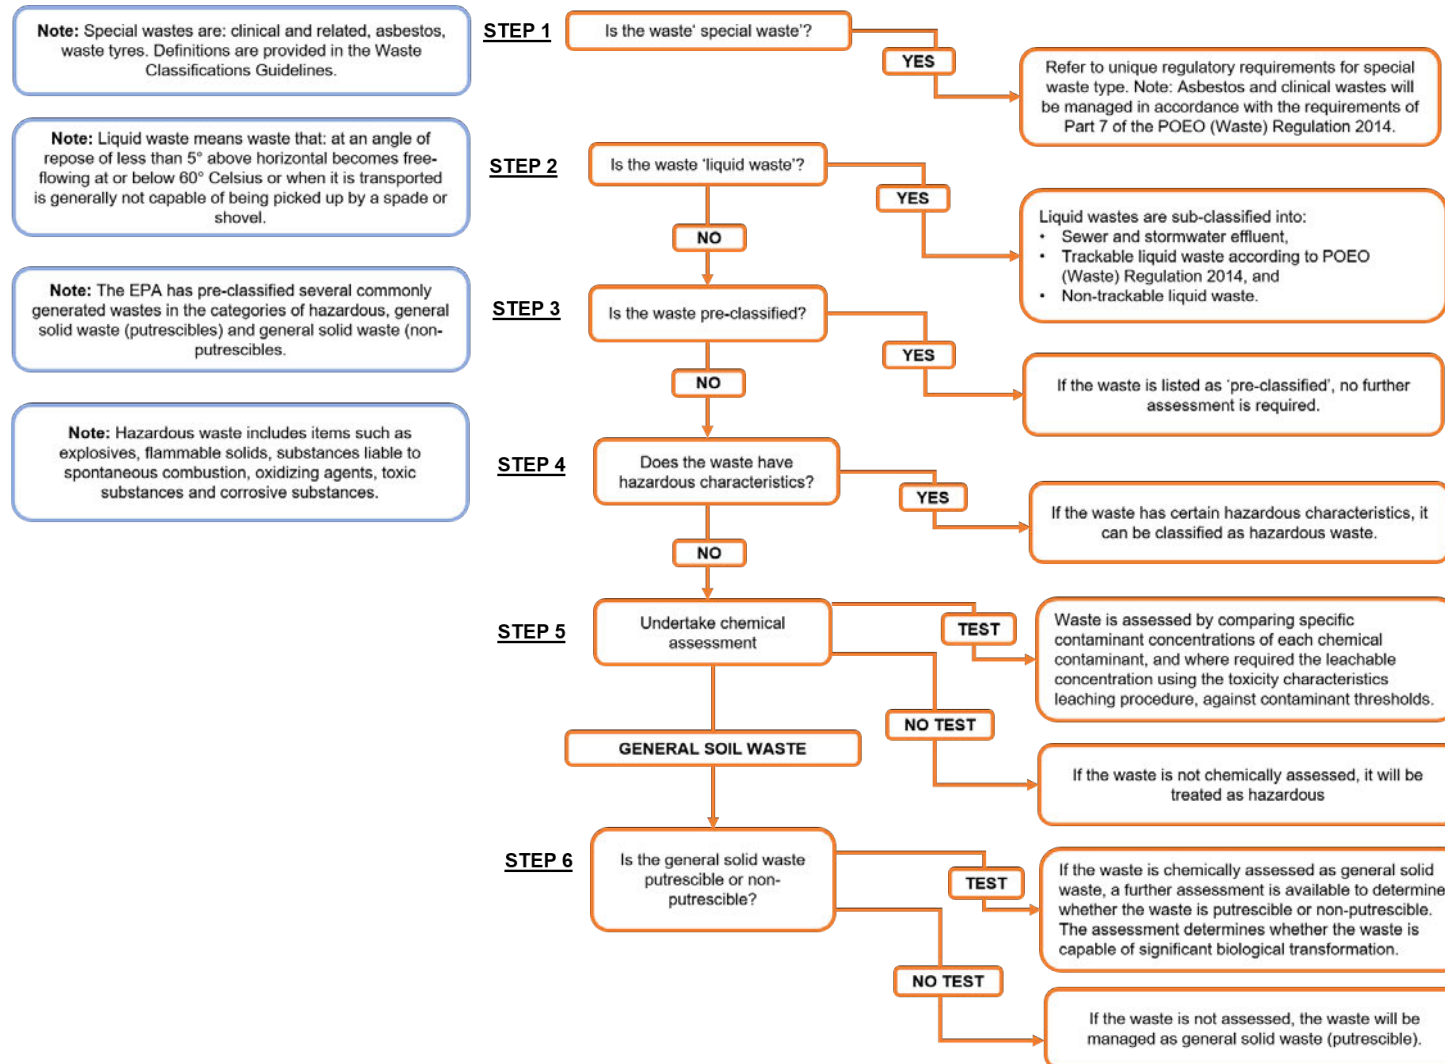 Note: Special wastes are: clinical and related, asbestos,
waste tyres. Definitions are provided in the Waste
Classifications Guidelines.
Note: Liquid waste means waste that: at an angle of
repose of less than 5° above horizontal becomes free-
flowing at or below 60° Celsius or when it is transported
is generally not capable of being picked up by a spade or
shovel.
Note: The EPA has pre-classified several commonly
generated wastes in the categories of hazardous, general
solid waste (putrescibles) and general solid waste (non-
putrescibles.
Note: Hazardous waste includes items such as
explosives, flammable solids, substances liable to
spontaneous combustion, oxidizing agents, toxic
substances and corrosive substances.
STEP 1
Is the waste‘ special waste’?
YES
Refer to unique regulatory requirements for special
waste type. Note: Asbestos and clinical wastes will
be managed in accordance with the requirements of
Part 7 of the POEO (Waste) Regulation 2014.
STEP 2
Is the waste ‘liquid waste’?
YES
NO
Liquid wastes are sub-classified into:
• Sewer and stormwater effluent,
• Trackable liquid waste according to POEO
(Waste) Regulation 2014, and
• Non-trackable liquid waste.
STEP 3
Is the waste pre-classified?
YES
NO
If the waste is listed as ‘pre-classified’, no further
assessment is required.
STEP 4
Does the waste have
hazardous characteristics?
YES
NO
If the waste has certain hazardous characteristics, it
can be classified as hazardous waste.
STEP 5
Undertake chemical
assessment
TEST
Waste is assessed by comparing specific
contaminant concentrations of each chemical
contaminant, and where required the leachable
concentration using the toxicity characteristics
leaching procedure, against contaminant thresholds.
NO TEST
If the waste is not chemically assessed, it will be
treated as hazardous
GENERAL SOIL WASTE
STEP 6
Is the general solid waste
putrescible or non-
putrescible?
TEST
If the waste is chemically assessed as general solid
waste, a further assessment is available to determine
whether the waste is putrescible or non-putrescible.
The assessment determines whether the waste is
capable of significant biological transformation.
NO TEST
If the waste is not assessed, the waste will be
managed as general solid waste (putrescible).